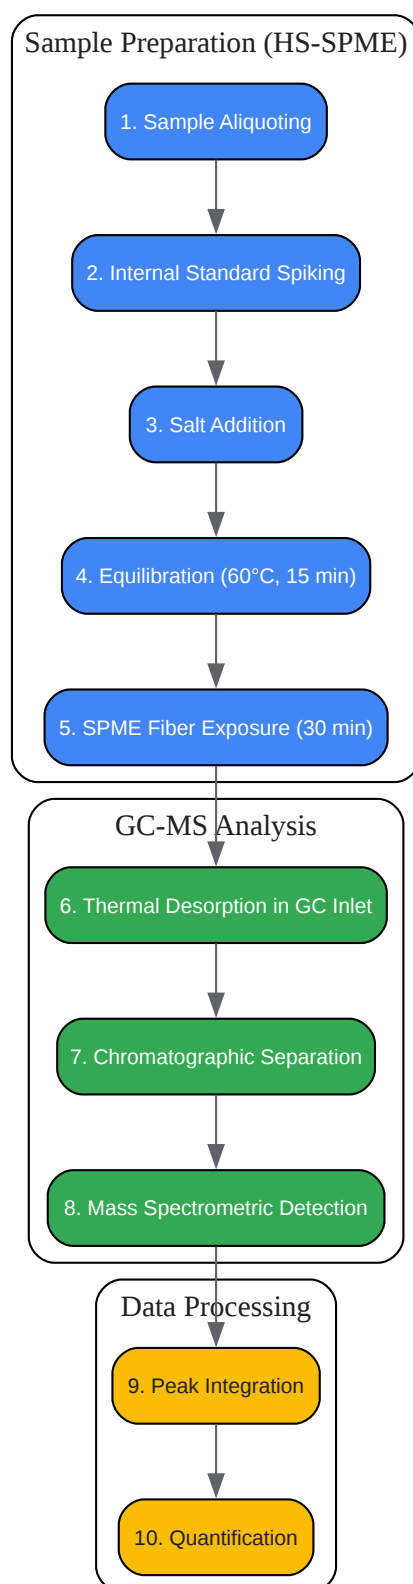 Sample Preparation (HS-SPME)
1. Sample Aliquoting
2. Internal Standard Spiking
3. Salt Addition
4. Equilibration (60°C, 15 min)
5. SPME Fiber Exposure (30 min)
GC-MS Analysis
6. Thermal Desorption in GC Inlet
7. Chromatographic Separation
8. Mass Spectrometric Detection
Data Processing
9. Peak Integration
10. Quantification